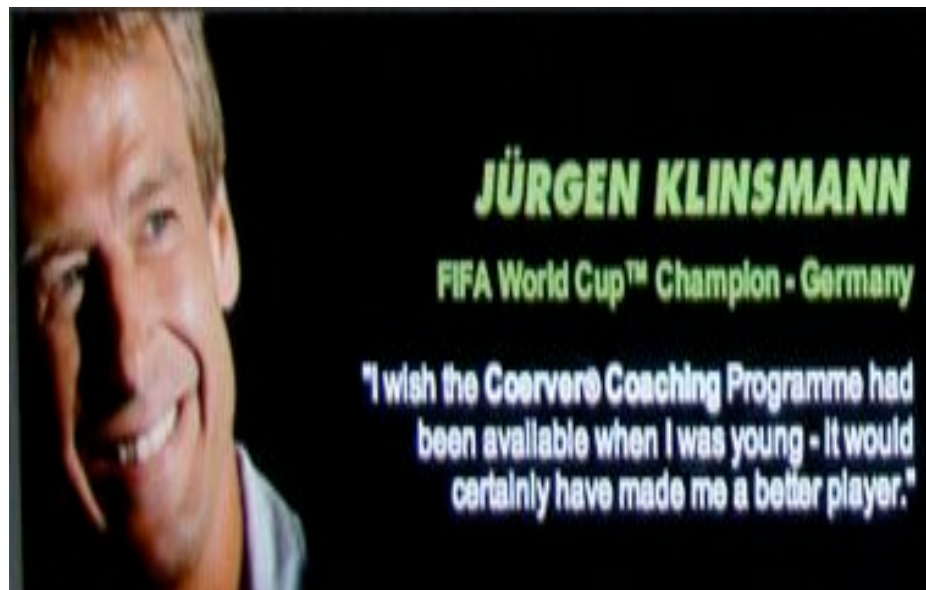 JÜRGEN KLINSMANN
FIFA World Cup™ Champion - Germany
"I wish the Coerver® Coaching Programme had
been available when I was young - it would
certainly have made me a better player."